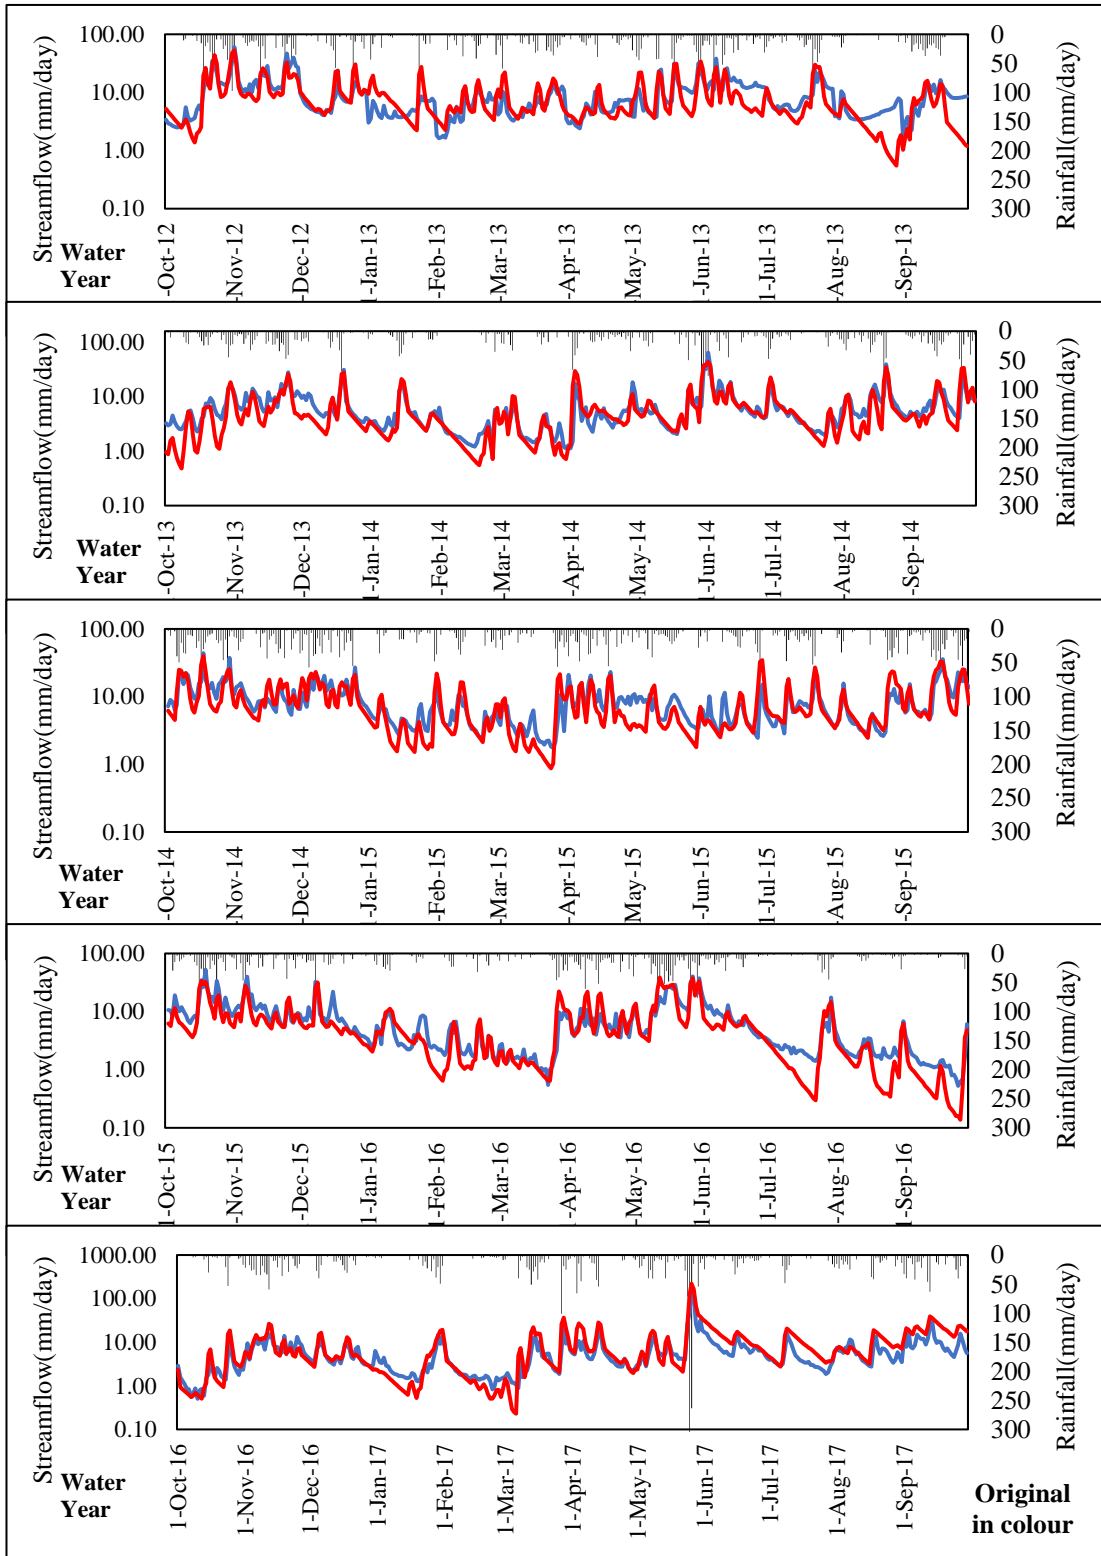 Streamflow(mm/day)
100.00
10.00
1.00
0.10
0
50
100
150
200
250
300
Rainfall(mm/day)
Water
Year
-Oct-12
-Nov-12
-Dec-12
1-Jan-13
-Feb-13
-Mar-13
-Apr-13
-May-13
1-Jun-13
1-Jul-13
-Aug-13
-Sep-13
Streamflow(mm/day)
100.00
10.00
1.00
0.10
0
50
100
150
200
250
300
Rainfall(mm/day)
Water
Year
-Oct-13
-Nov-13
-Dec-13
1-Jan-14
-Feb-14
-Mar-14
-Apr-14
-May-14
1-Jun-14
1-Jul-14
-Aug-14
-Sep-14
Streamflow(mm/day)
100.00
10.00
1.00
0.10
0
50
100
150
200
250
300
Rainfall(mm/day)
Water
Year
-Oct-14
-Nov-14
-Dec-14
1-Jan-15
-Feb-15
-Mar-15
-Apr-15
-May-15
1-Jun-15
1-Jul-15
-Aug-15
-Sep-15
Streamflow(mm/day)
100.00
10.00
1.00
0.10
0
50
100
150
200
250
300
Rainfall(mm/day)
Water
Year
1-Oct-15
-Nov-15
-Dec-15
1-Jan-16
-Feb-16
-Mar-16
-Apr-16
-May-16
1-Jun-16
1-Jul-16
-Aug-16
1-Sep-16
Streamflow(mm/day)
1000.00
100.00
10.00
1.00
0.10
0
50
100
150
200
250
300
Rainfall(mm/day)
Water
Year
1-Oct-16
1-Nov-16
1-Dec-16
1-Jan-17
1-Feb-17
1-Mar-17
1-Apr-17
1-May-17
1-Jun-17
1-Jul-17
1-Aug-17
1-Sep-17
Original
in colour